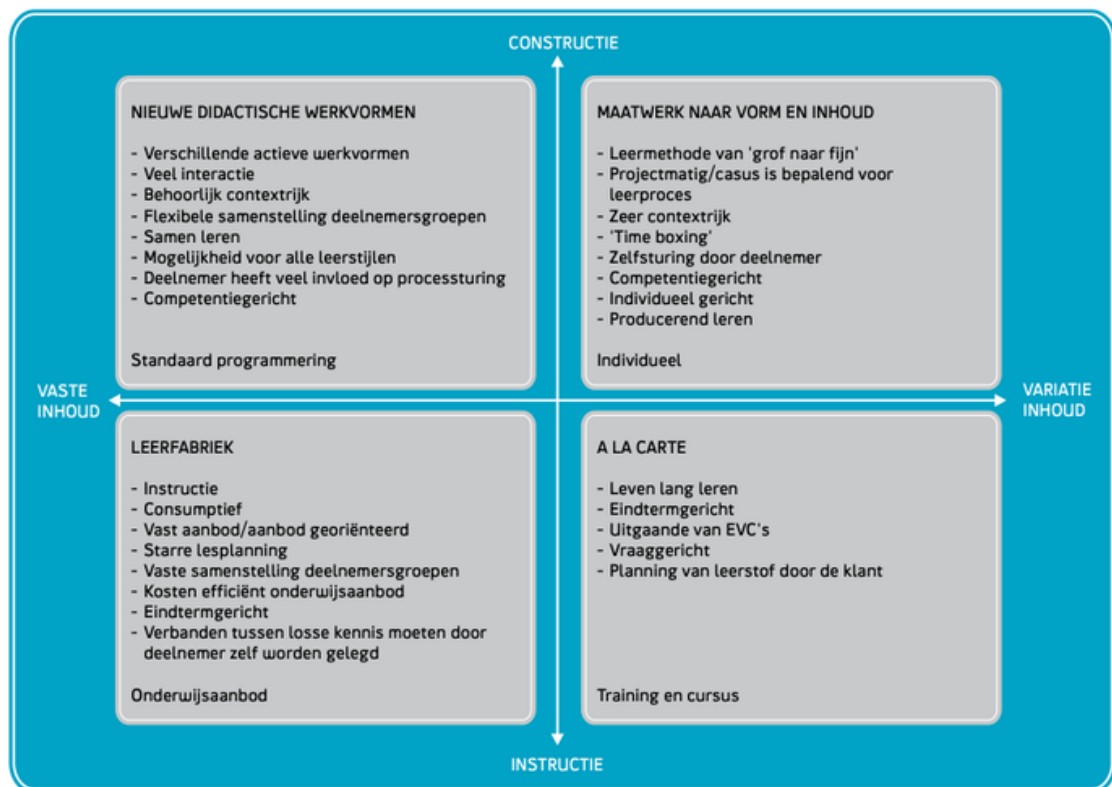 CONSTRUCTIE
NIEUWE DIDACTISCHE WERKVORMEN
- Verschillende actieve werkvormen
- Veel interactie
- Behoorlijk contextrijk
- Flexibele samenstelling deelnemersgroepen
- Samen leren
- Mogelijkheid voor alle leerstijlen
- Deelnemer heeft veel invloed op processturing
- Competentiegericht
Standaard programmering
MAATWERK NAAR VORM EN INHOUD
- Leermethode van 'grof naar fijn'
- Projectmatig/casus is bepalend voor
leerproces
- Zeer contextrijk
- 'Time boxing'
- Zelfsturing door deelnemer
- Competentiegericht
- Individueel gericht
- Producerend leren
Individueel
VASTE
INHOUD
VARIATIE
INHOUD
LEERFABRIEK
- Instructie
- Consumptief
- Vast aanbod/aanbod georiënteerd
- Starre lesplanning
- Vaste samenstelling deelnemersgroepen
- Kosten efficiënt onderwijsaanbod
- Eindtermgericht
- Verbanden tussen losse kennis moeten door
deelnemer zelf worden gelegd
Onderwijsaanbod
A LA CARTE
- Leven lang leren
- Eindtermgericht
- Uitgaande van EVC's
- Vraaggericht
- Planning van leerstof door de klant
Training en cursus
INSTRUCTIE